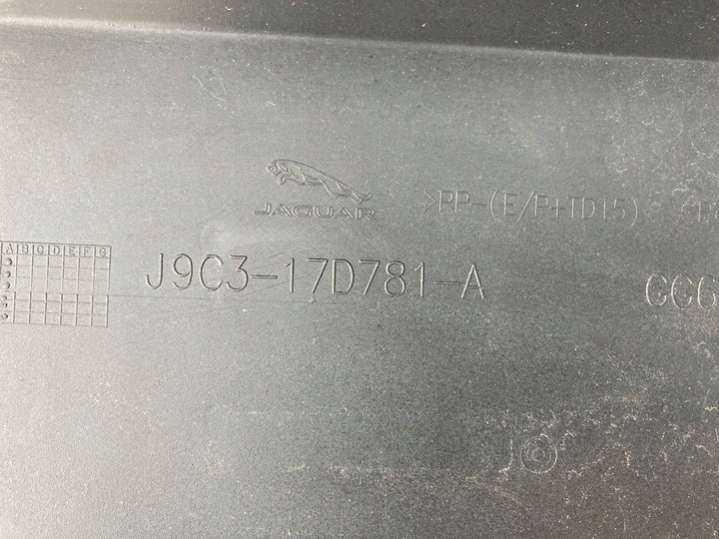 JAGUAR >PP-(E/P+TD15)
A B C D E F G
J9C3-17D781-A